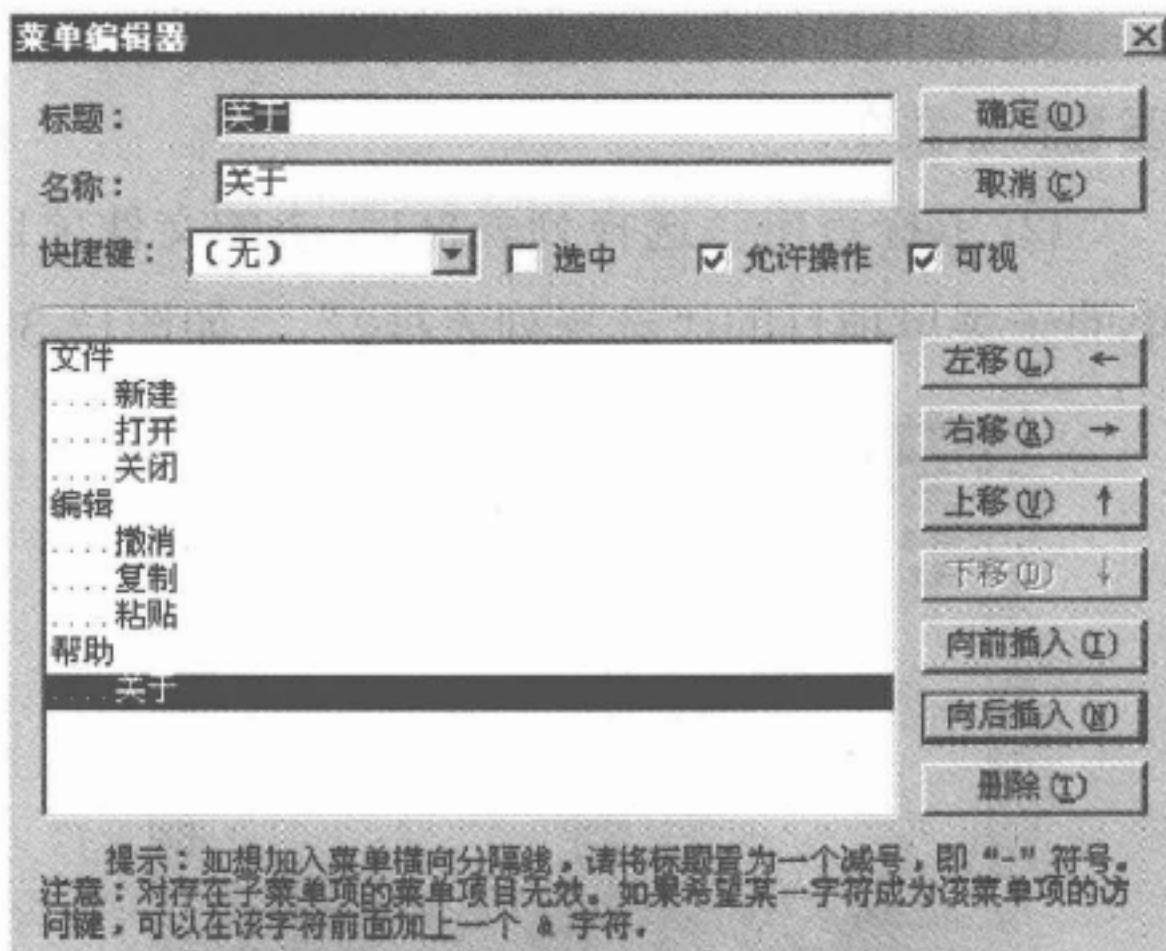 菜单编辑器
标题：
关于
确定(O)
名称：
关于
取消(C)
快捷键：
(无)
选中
允许操作
可视
文件
....新建
....打开
....关闭
编辑
....撤消
....复制
....粘贴
帮助
....关于
左移(L) ←
右移(R) →
上移(U) ↑
下移(D) ↓
向前插入(I)
向后插入(N)
删除(T)
提示：如想加入菜单横向分隔线，请将标题置为一个减号，即“-”符号。
注意：对存在子菜单项的菜单项目无效。如果希望某一字符成为该菜单项的访
问键，可以在该字符前面加上一个 & 字符。